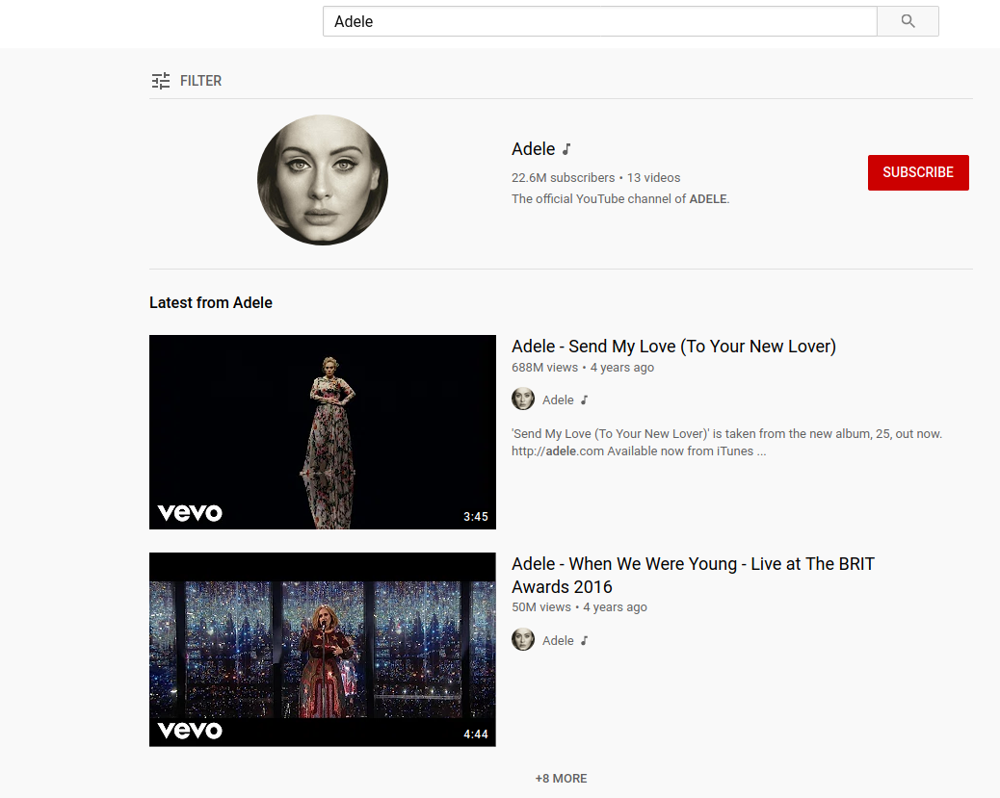 Adele
FILTER
Adele
22.6M subscribers • 13 videos
The official YouTube channel of ADELE.
SUBSCRIBE
Latest from Adele
vevo
3:45
Adele - Send My Love (To Your New Lover)
688M views • 4 years ago
Adele
'Send My Love (To Your New Lover)' is taken from the new album, 25, out now.
http://adele.com Available now from iTunes ...
vevo
4:44
Adele - When We Were Young - Live at The BRIT
Awards 2016
50M views • 4 years ago
Adele
+8 MORE